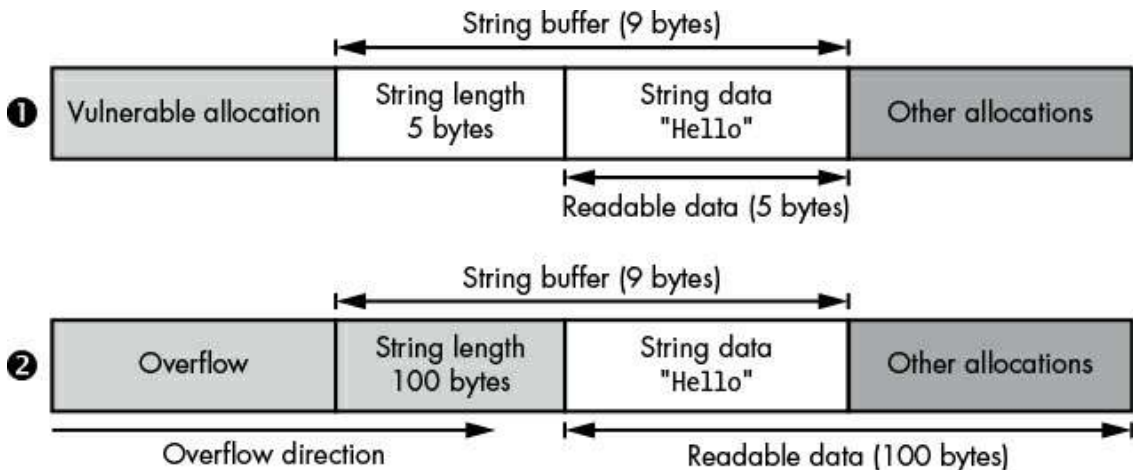 String buffer (9 bytes)
❶
Vulnerable allocation
String length
5 bytes
String data
"Hello"
Other allocations
Readable data (5 bytes)
String buffer (9 bytes)
❷
Overflow
String length
100 bytes
String data
"Hello"
Other allocations
Overflow direction
Readable data (100 bytes)